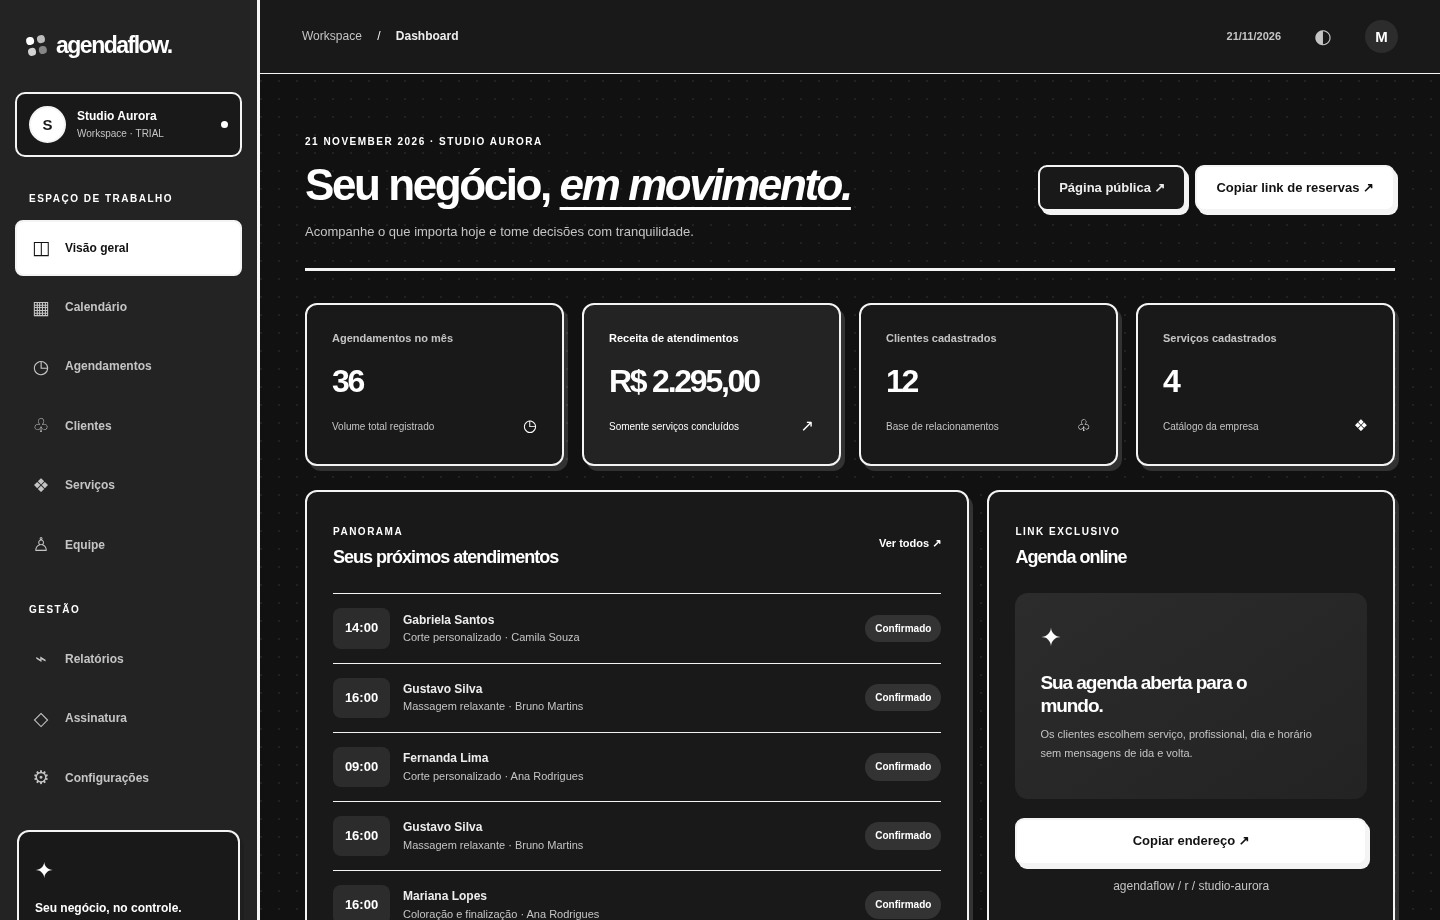 agendaflow.
S
Studio Aurora
Workspace · TRIAL
ESPAÇO DE TRABALHO
Visão geral
Calendário
Agendamentos
Clientes
Serviços
Equipe
GESTÃO
Relatórios
Assinatura
Configurações
Seu negócio, no controle.
Workspace / Dashboard
21/11/2026
M
21 NOVEMBER 2026 · STUDIO AURORA
Seu negócio, em movimento.
Acompanhe o que importa hoje e tome decisões com tranquilidade.
Página pública ↗
Copiar link de reservas ↗
Agendamentos no mês
36
Volume total registrado
Receita de atendimentos
R$ 2.295,00
Somente serviços concluídos
Clientes cadastrados
12
Base de relacionamentos
Serviços cadastrados
4
Catálogo da empresa
PANORAMA
Seus próximos atendimentos
Ver todos ↗
14:00
Gabriela Santos
Corte personalizado · Camila Souza
Confirmado
16:00
Gustavo Silva
Massagem relaxante · Bruno Martins
Confirmado
09:00
Fernanda Lima
Corte personalizado · Ana Rodrigues
Confirmado
16:00
Gustavo Silva
Massagem relaxante · Bruno Martins
Confirmado
16:00
Mariana Lopes
Coloração e finalização · Ana Rodrigues
Confirmado
LINK EXCLUSIVO
Agenda online
Sua agenda aberta para o
mundo.
Os clientes escolhem serviço, profissional, dia e horário
sem mensagens de ida e volta.
Copiar endereço ↗
agendaflow / r / studio-aurora